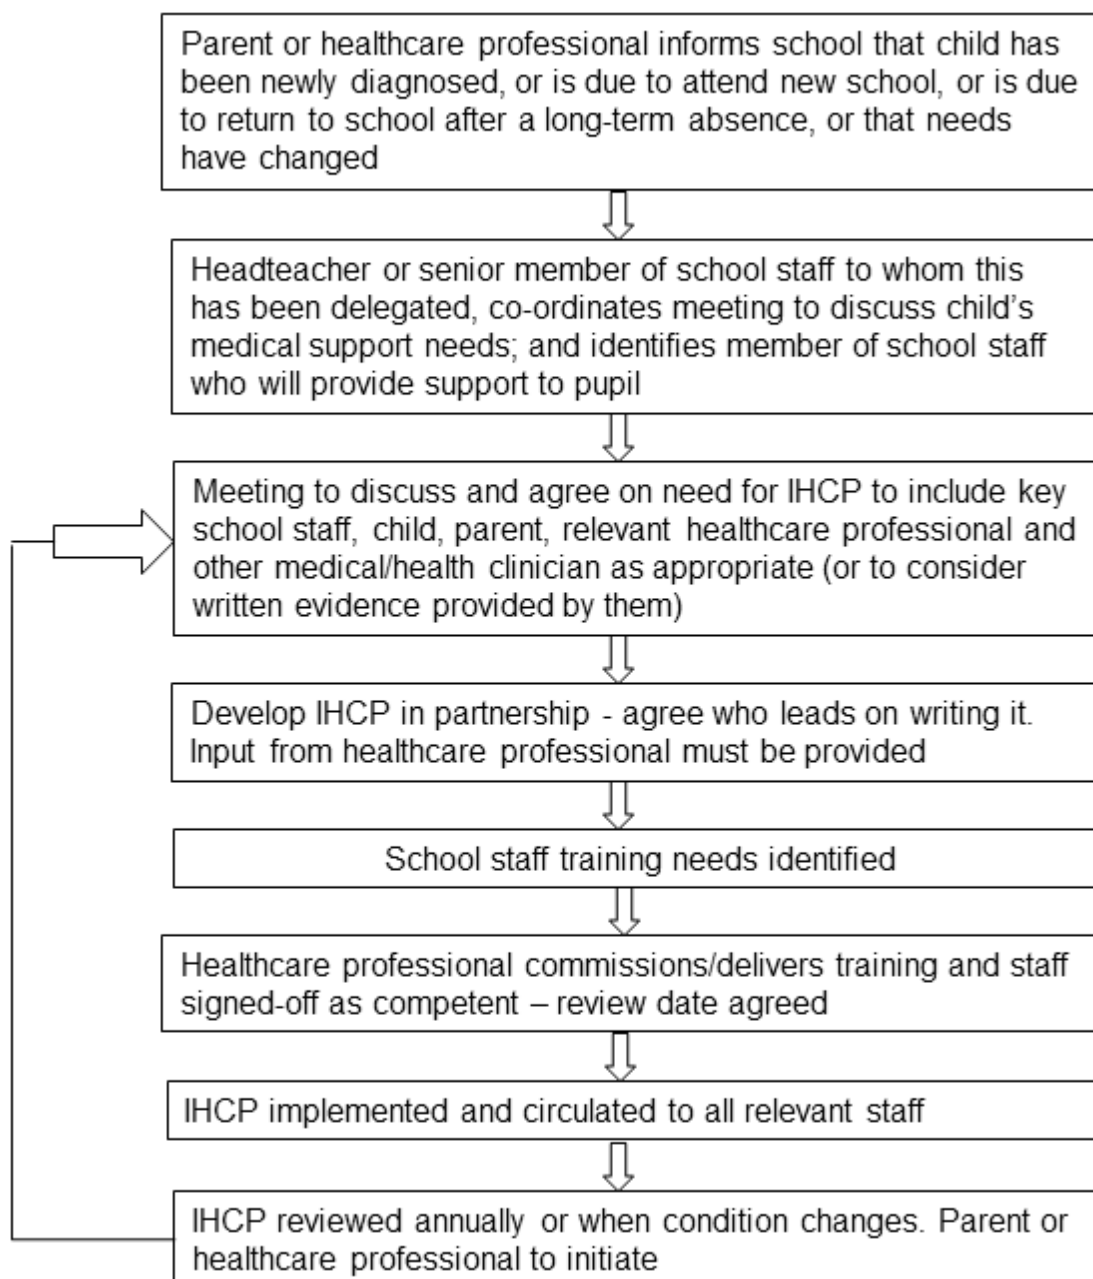 Parent or healthcare professional informs school that child has
been newly diagnosed, or is due to attend new school, or is due
to return to school after a long-term absence, or that needs
have changed
Headteacher or senior member of school staff to whom this
has been delegated, co-ordinates meeting to discuss child's
medical support needs; and identifies member of school staff
who will provide support to pupil
Meeting to discuss and agree on need for IHCP to include key
school staff, child, parent, relevant healthcare professional and
other medical/health clinician as appropriate (or to consider
written evidence provided by them)
Develop IHCP in partnership - agree who leads on writing it.
Input from healthcare professional must be provided
School staff training needs identified
Healthcare professional commissions/delivers training and staff
signed-off as competent – review date agreed
IHCP implemented and circulated to all relevant staff
IHCP reviewed annually or when condition changes. Parent or
healthcare professional to initiate